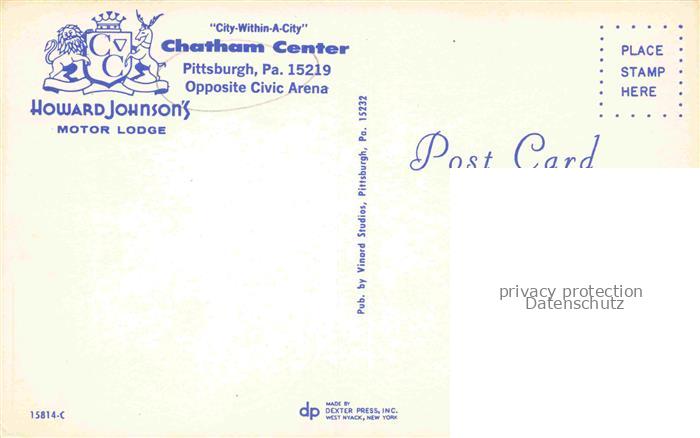 "City-Within-A-City"
Chatham Center
Pittsburgh, Pa. 15219
Opposite Civic Arena
C V C
HOWARD JOHNSON'S
MOTOR LODGE
PLACE
STAMP
HERE
Post Card
Pub. by Vinard Studios, Pittsburgh, Pa. 15232
privacy protection
Datenschutz
15814-C
dp
MADE BY
DEXTER PRESS, INC.
WEST NYACK, NEW YORK